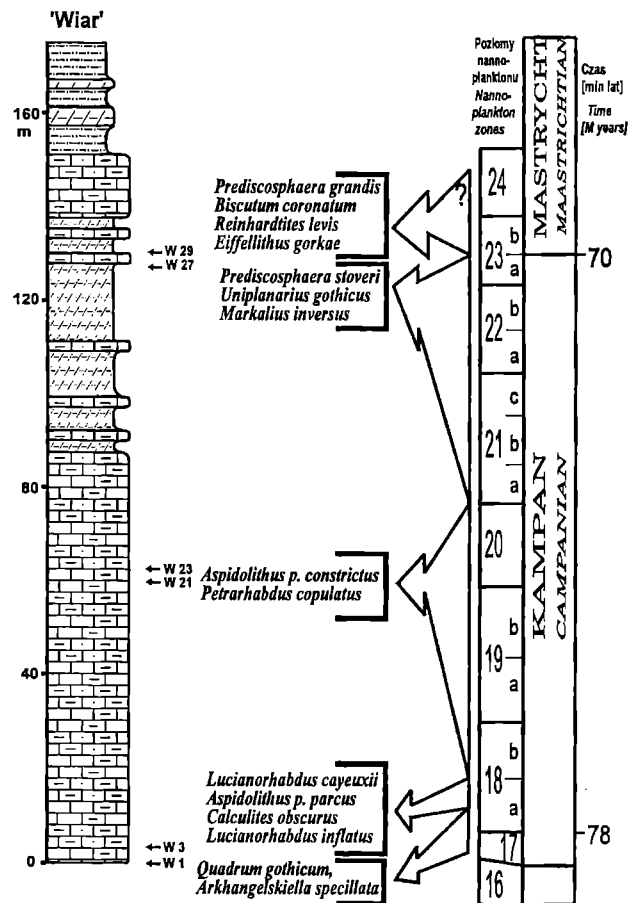 'Wiar'
160
m
120
80
40
0
W 29
W 27
W 23
W 21
W 3
W 1
Prediscosphaera grandis
Biscutum coronatum
Reinhardtites levis
Eiffellithus gorkae
Prediscosphaera stoveri
Uniplanarius gothicus
Markalius inversus
Aspidolithus p. constrictus
Petrarhabdus copulatus
Lucianorhabdus cayeuxii
Aspidolithus p. parcus
Calculites obscurus
Lucianorhabdus inflatus
Quadrum gothicum,
Arkhangelskiella specillata
?
Poziomy
nanno-
planktonu
Nanno-
plankton
zones
24
23
b
a
22
b
a
21
c
b
a
20
19
b
a
18
b
a
17
16
MASTRYCHT
MAASTRICHTIAN
KAMPAN
CAMPANIAN
Czas
[mln lat]
Time
[M years]
70
78